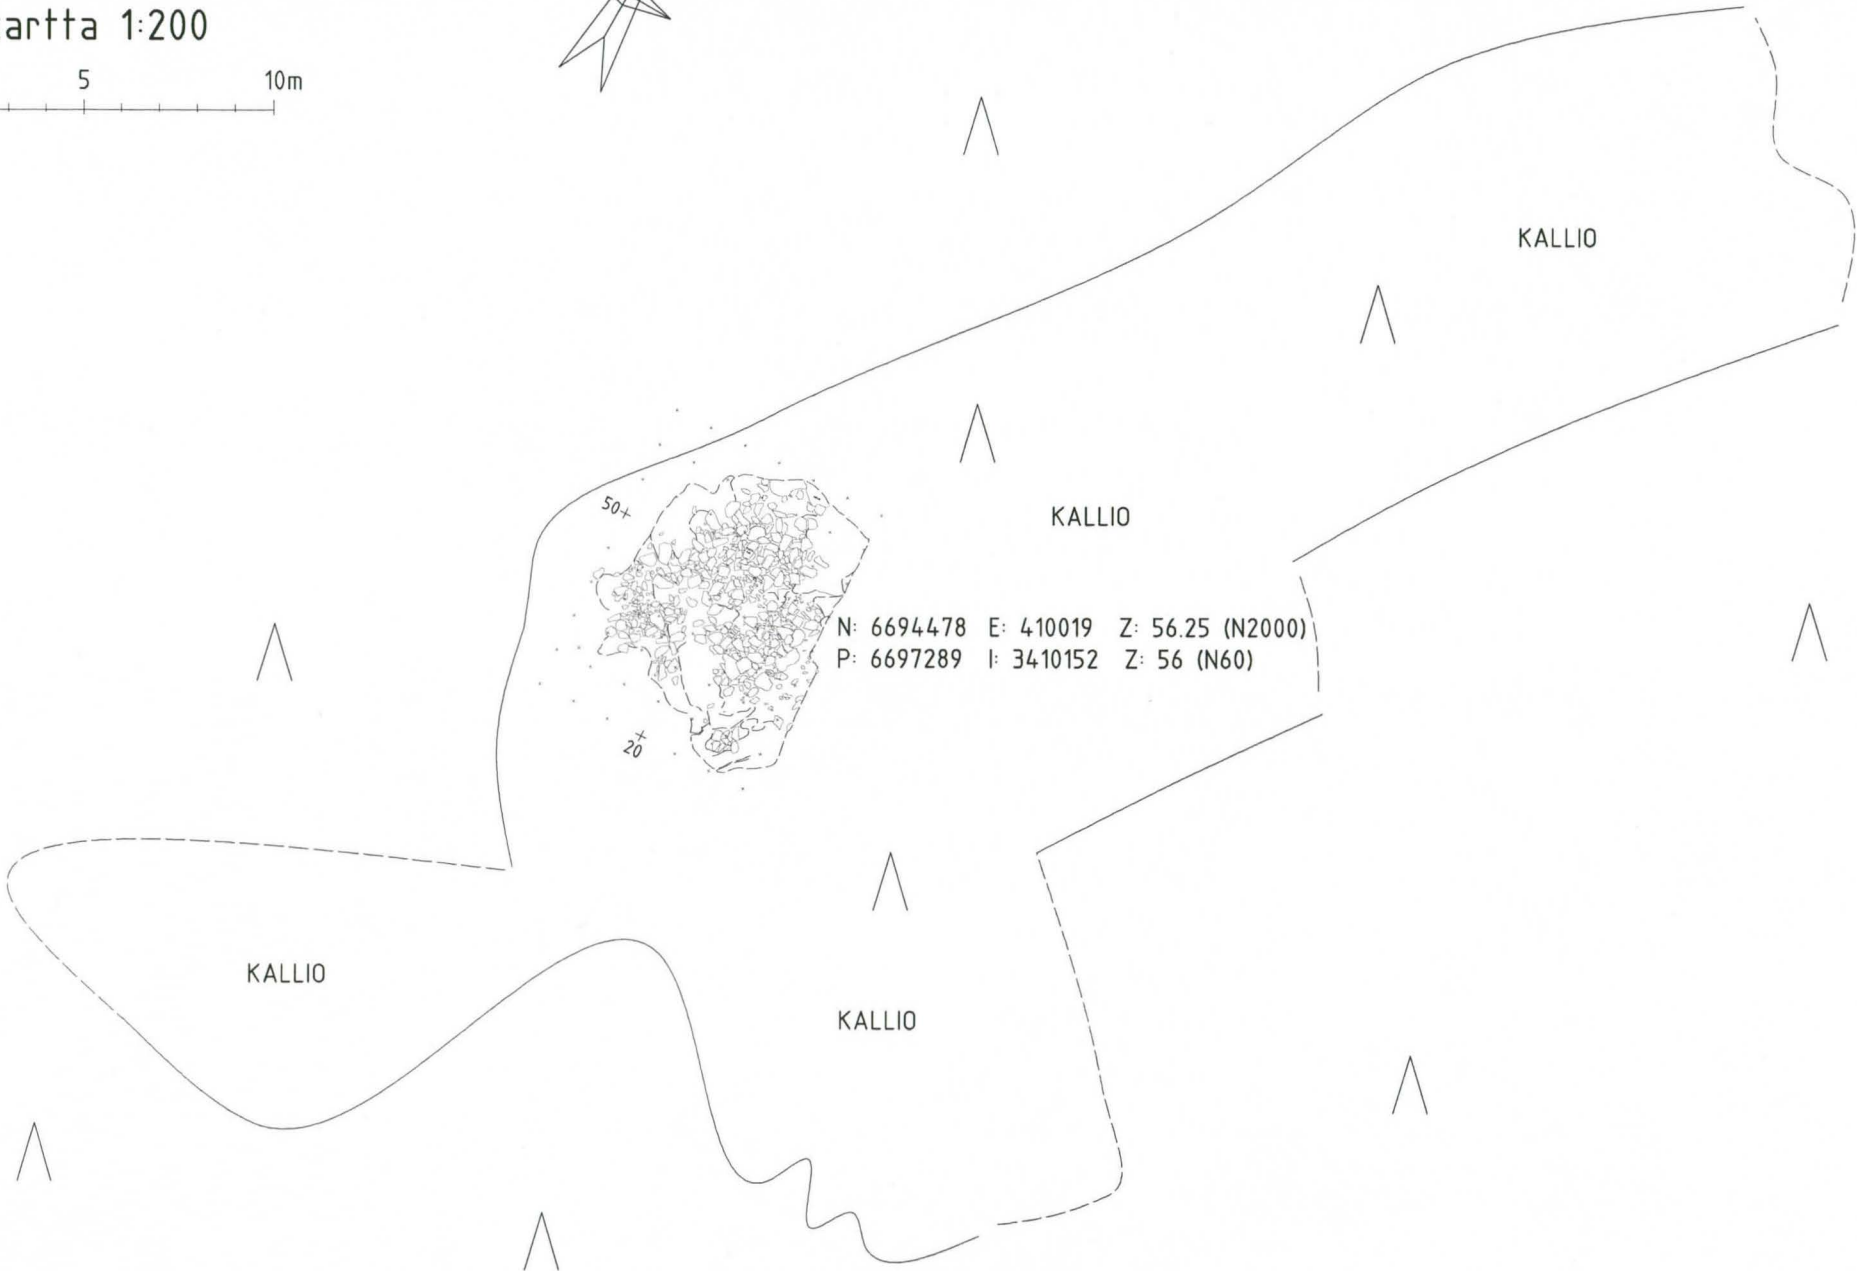 artta 1:200
5 10m
KALLIO
50+
KALLIO
N: 6694478 E: 410019 Z: 56.25 (N2000)
P: 6697289 I: 3410152 Z: 56 (N60)
+
20
KALLIO
KALLIO